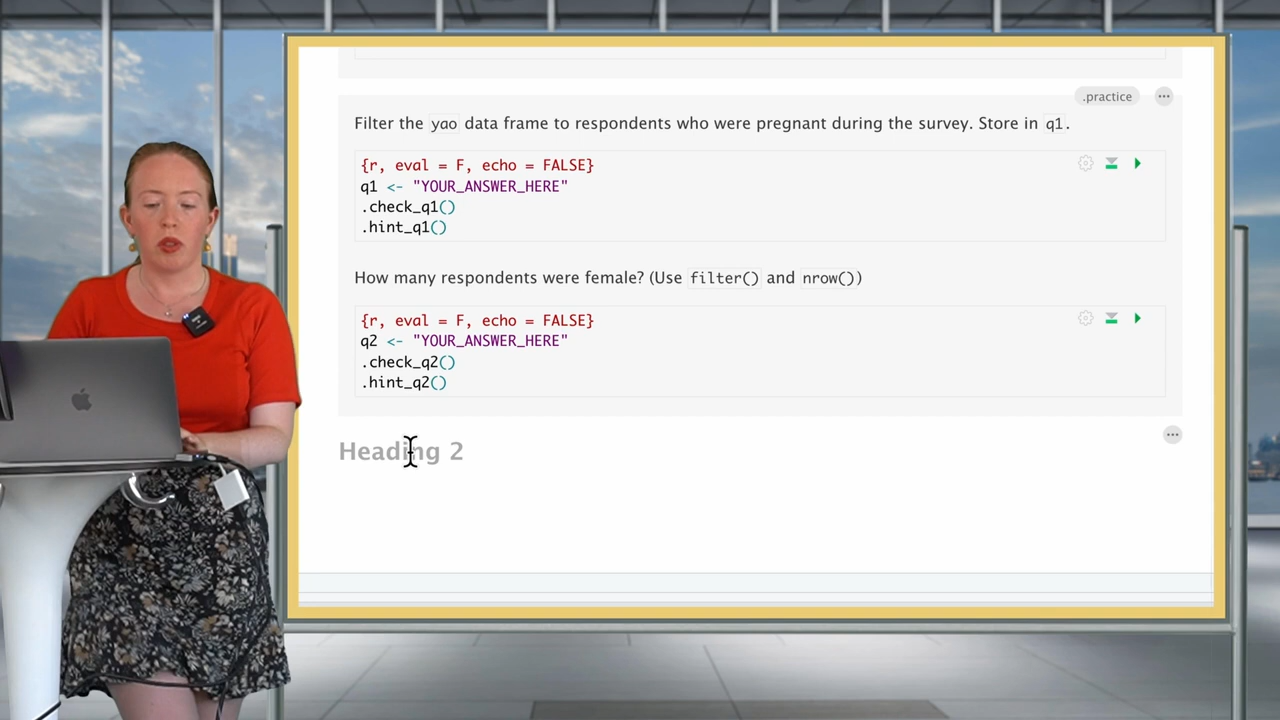 .practice
Filter the yao data frame to respondents who were pregnant during the survey. Store in q1.
{r, eval = F, echo = FALSE}
q1 <- "YOUR_ANSWER_HERE"
.check_q1()
.hint_q1()
How many respondents were female? (Use filter() and nrow())
{r, eval = F, echo = FALSE}
q2 <- "YOUR_ANSWER_HERE"
.check_q2()
.hint_q2()
Heading 2